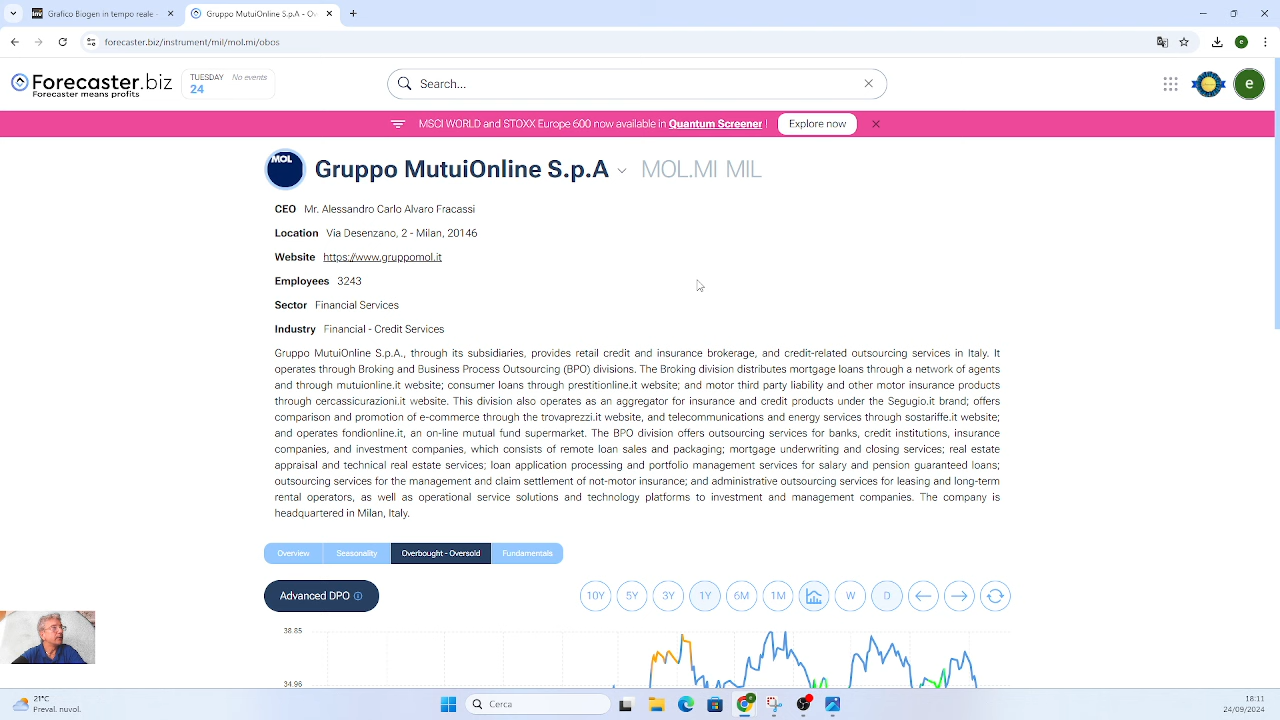 Grafico Biogen in tempo reale -
Gruppo MutuiOnline S.p.A - O
forecaster.biz/instrument/mil/mol.mi/obos
e
Forecaster.biz
Forecaster means profits
TUESDAY No events
24
Search...
e
MSCI WORLD and STOXX Europe 600 now available in Quantum Screener
Explore now
MOL
Gruppo MutuiOnline S.p.A MOL.MI MIL
CEO Mr. Alessandro Carlo Alvaro Fracassi
Location Via Desenzano, 2 - Milan, 20146
Website https://www.gruppomol.it
Employees 3243
Sector Financial Services
Industry Financial - Credit Services
Gruppo MutuiOnline S.p.A., through its subsidiaries, provides retail credit and insurance brokerage, and credit-related outsourcing services in Italy. It
operates through Broking and Business Process Outsourcing (BPO) divisions. The Broking division distributes mortgage loans through a network of agents
and through mutuionline.it website; consumer loans through prestitionline.it website; and motor third party liability and other motor insurance products
through cercassicurazioni.it website. This division also operates as an aggregator for insurance and credit products under the Segugio.it brand; offers
comparison and promotion of e-commerce through the trovaprezzi.it website, and telecommunications and energy services through sostariffe.it website;
and operates fondionline.it, an on-line mutual fund supermarket. The BPO division offers outsourcing services for banks, credit institutions, insurance
companies, and investment companies, which consists of remote loan sales and packaging; mortgage underwriting and closing services; real estate
appraisal and technical real estate services; loan application processing and portfolio management services for salary and pension guaranteed loans;
outsourcing services for the management and claim settlement of not-motor insurance; and administrative outsourcing services for leasing and long-term
rental operators, as well as operational service solutions and technology platforms to investment and management companies. The company is
headquartered in Milan, Italy.
Overview Seasonality Overbought - Oversold Fundamentals
Advanced DPO
10Y 5Y 3Y 1Y 6M 1M W D
38.85
34.96
21°C
Preval. nuvol.
Cerca
18:11
24/09/2024